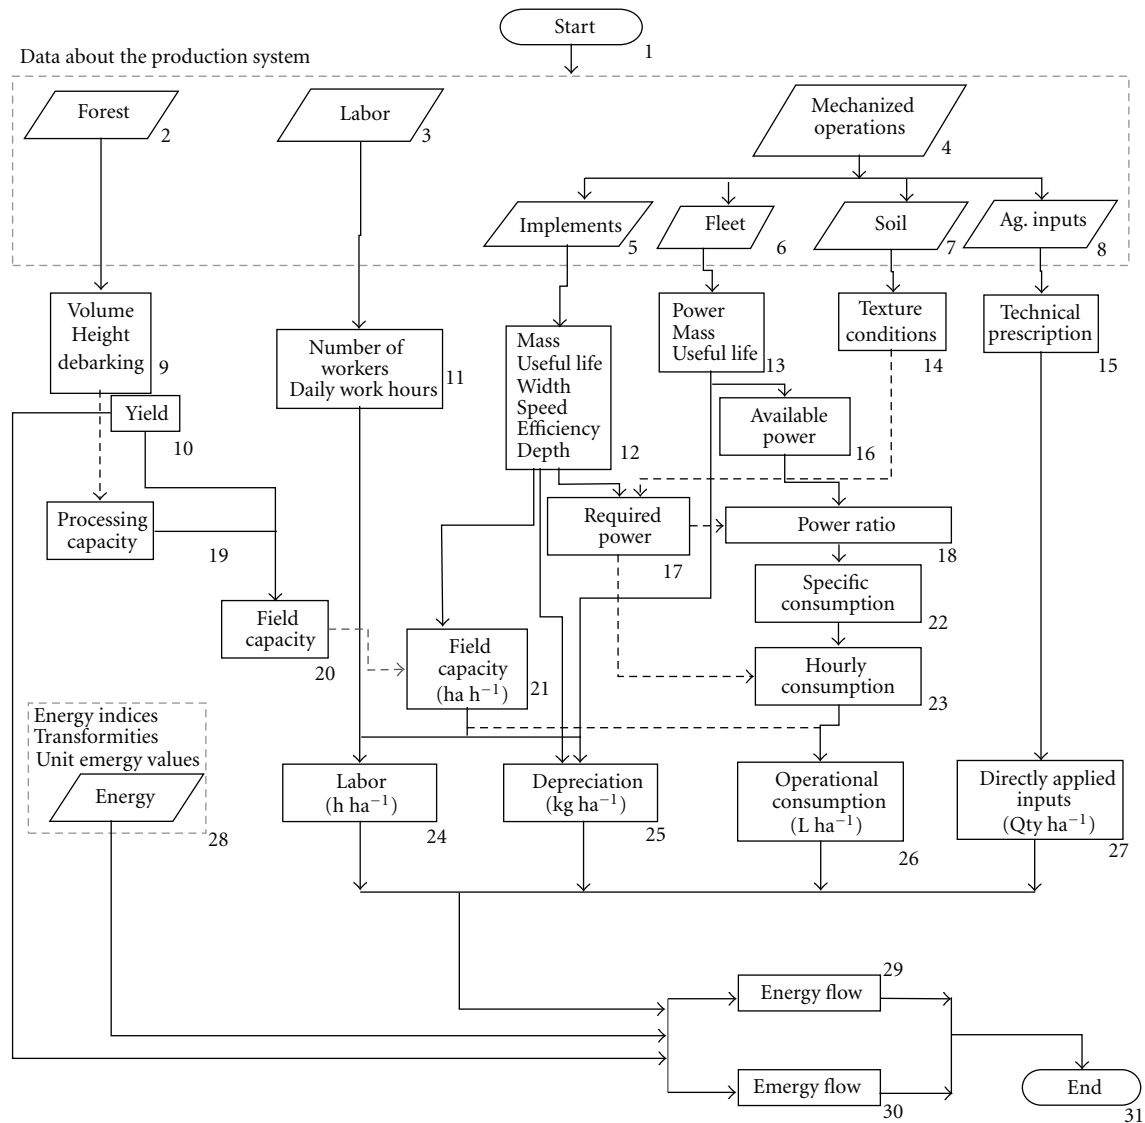 Start
1
Data about the production system
Forest
2
Labor
3
Mechanized
operations
4
Implements
5
Fleet
6
Soil
7
Ag. inputs
8
Volume
Height
debarking
9
Yield
10
Number of
workers
Daily work hours
11
Mass
Useful life
Width
Speed
Efficiency
Depth
12
Power
Mass
Useful life
13
Texture
conditions
14
Technical
prescription
15
Available
power
16
Required
power
17
Power ratio
18
Processing
capacity
19
Field
capacity
20
Field
capacity
(ha h⁻¹)
21
Specific
consumption
22
Hourly
consumption
23
Labor
(h ha⁻¹)
24
Depreciation
(kg ha⁻¹)
25
Operational
consumption
(L ha⁻¹)
26
Directly applied
inputs
(Qty ha⁻¹)
27
Energy indices
Transformities
Unit emergy values
Energy
28
Energy flow
29
Emergy flow
30
End
31